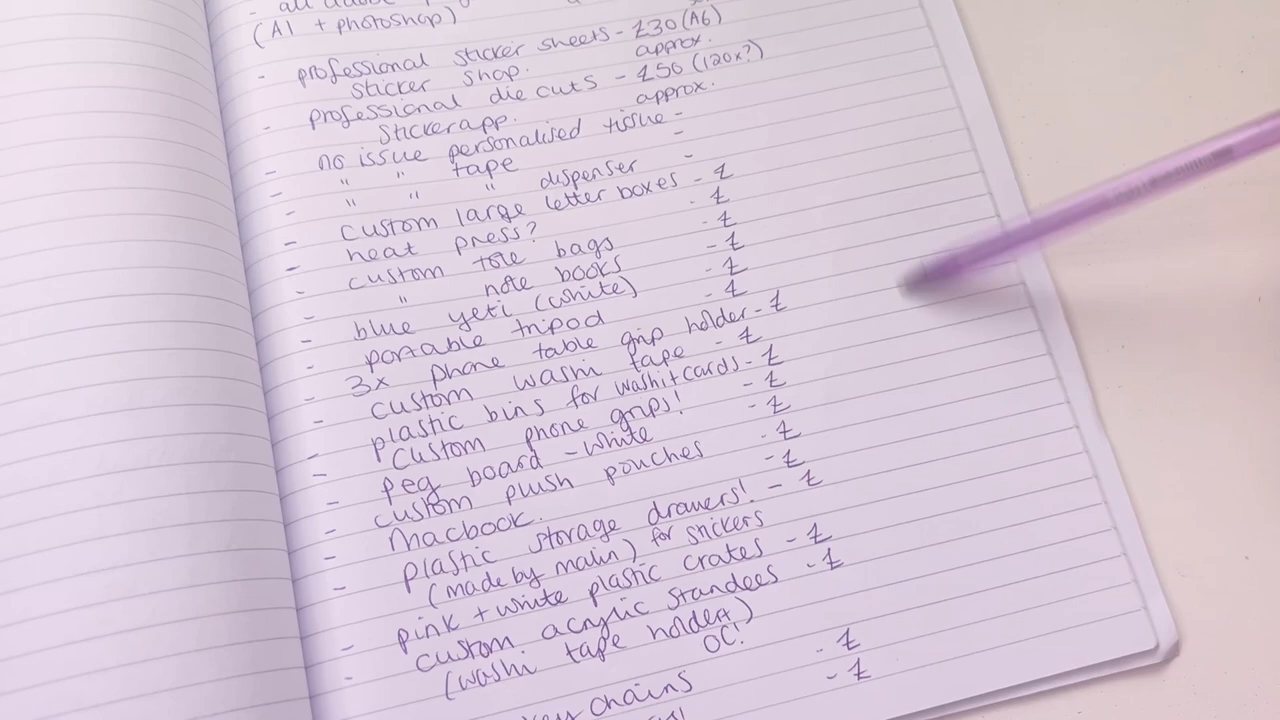 - all
(AI + photoshop)
- professional sticker sheets - £30 (A6)
sticker shop. approx.
- professional die cuts - £50 (120x?)
stickerapp. approx.
- no issue personalised tissue -
- " " tape -
- " " " dispenser -
- custom large letter boxes - £
- heat press? - £
- custom tote bags - £
- " note books - £
- blue yeti (white) - £
- portable tripod - £
- 3x phone table grip holder - £
- custom washi tape - £
- plastic bins for washi + cards - £
- custom phone grips! - £
- peg board - white - £
- custom plush pouches - £
- macbook. - £
- plastic storage drawers! - £
(made by main) for stickers
- pink + white plastic crates - £
- custom acrylic standees - £
(washi tape holder)
OC!
key chains - £
- £